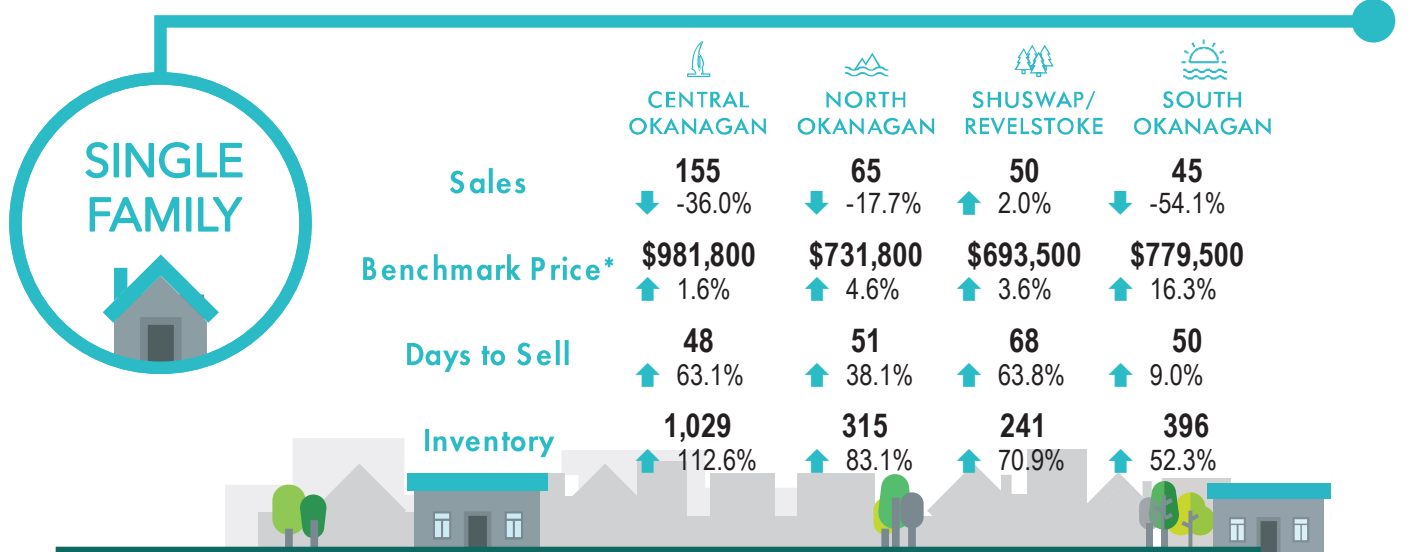 SINGLE
FAMILY
CENTRAL
OKANAGAN
NORTH
OKANAGAN
SHUSWAP/
REVELSTOKE
SOUTH
OKANAGAN
Sales
155
65
50
45
-36.0%
-17.7%
2.0%
-54.1%
Benchmark Price*
$981,800
$731,800
$693,500
$779,500
1.6%
4.6%
3.6%
16.3%
Days to Sell
48
51
68
50
63.1%
38.1%
63.8%
9.0%
Inventory
1,029
315
241
396
112.6%
83.1%
70.9%
52.3%